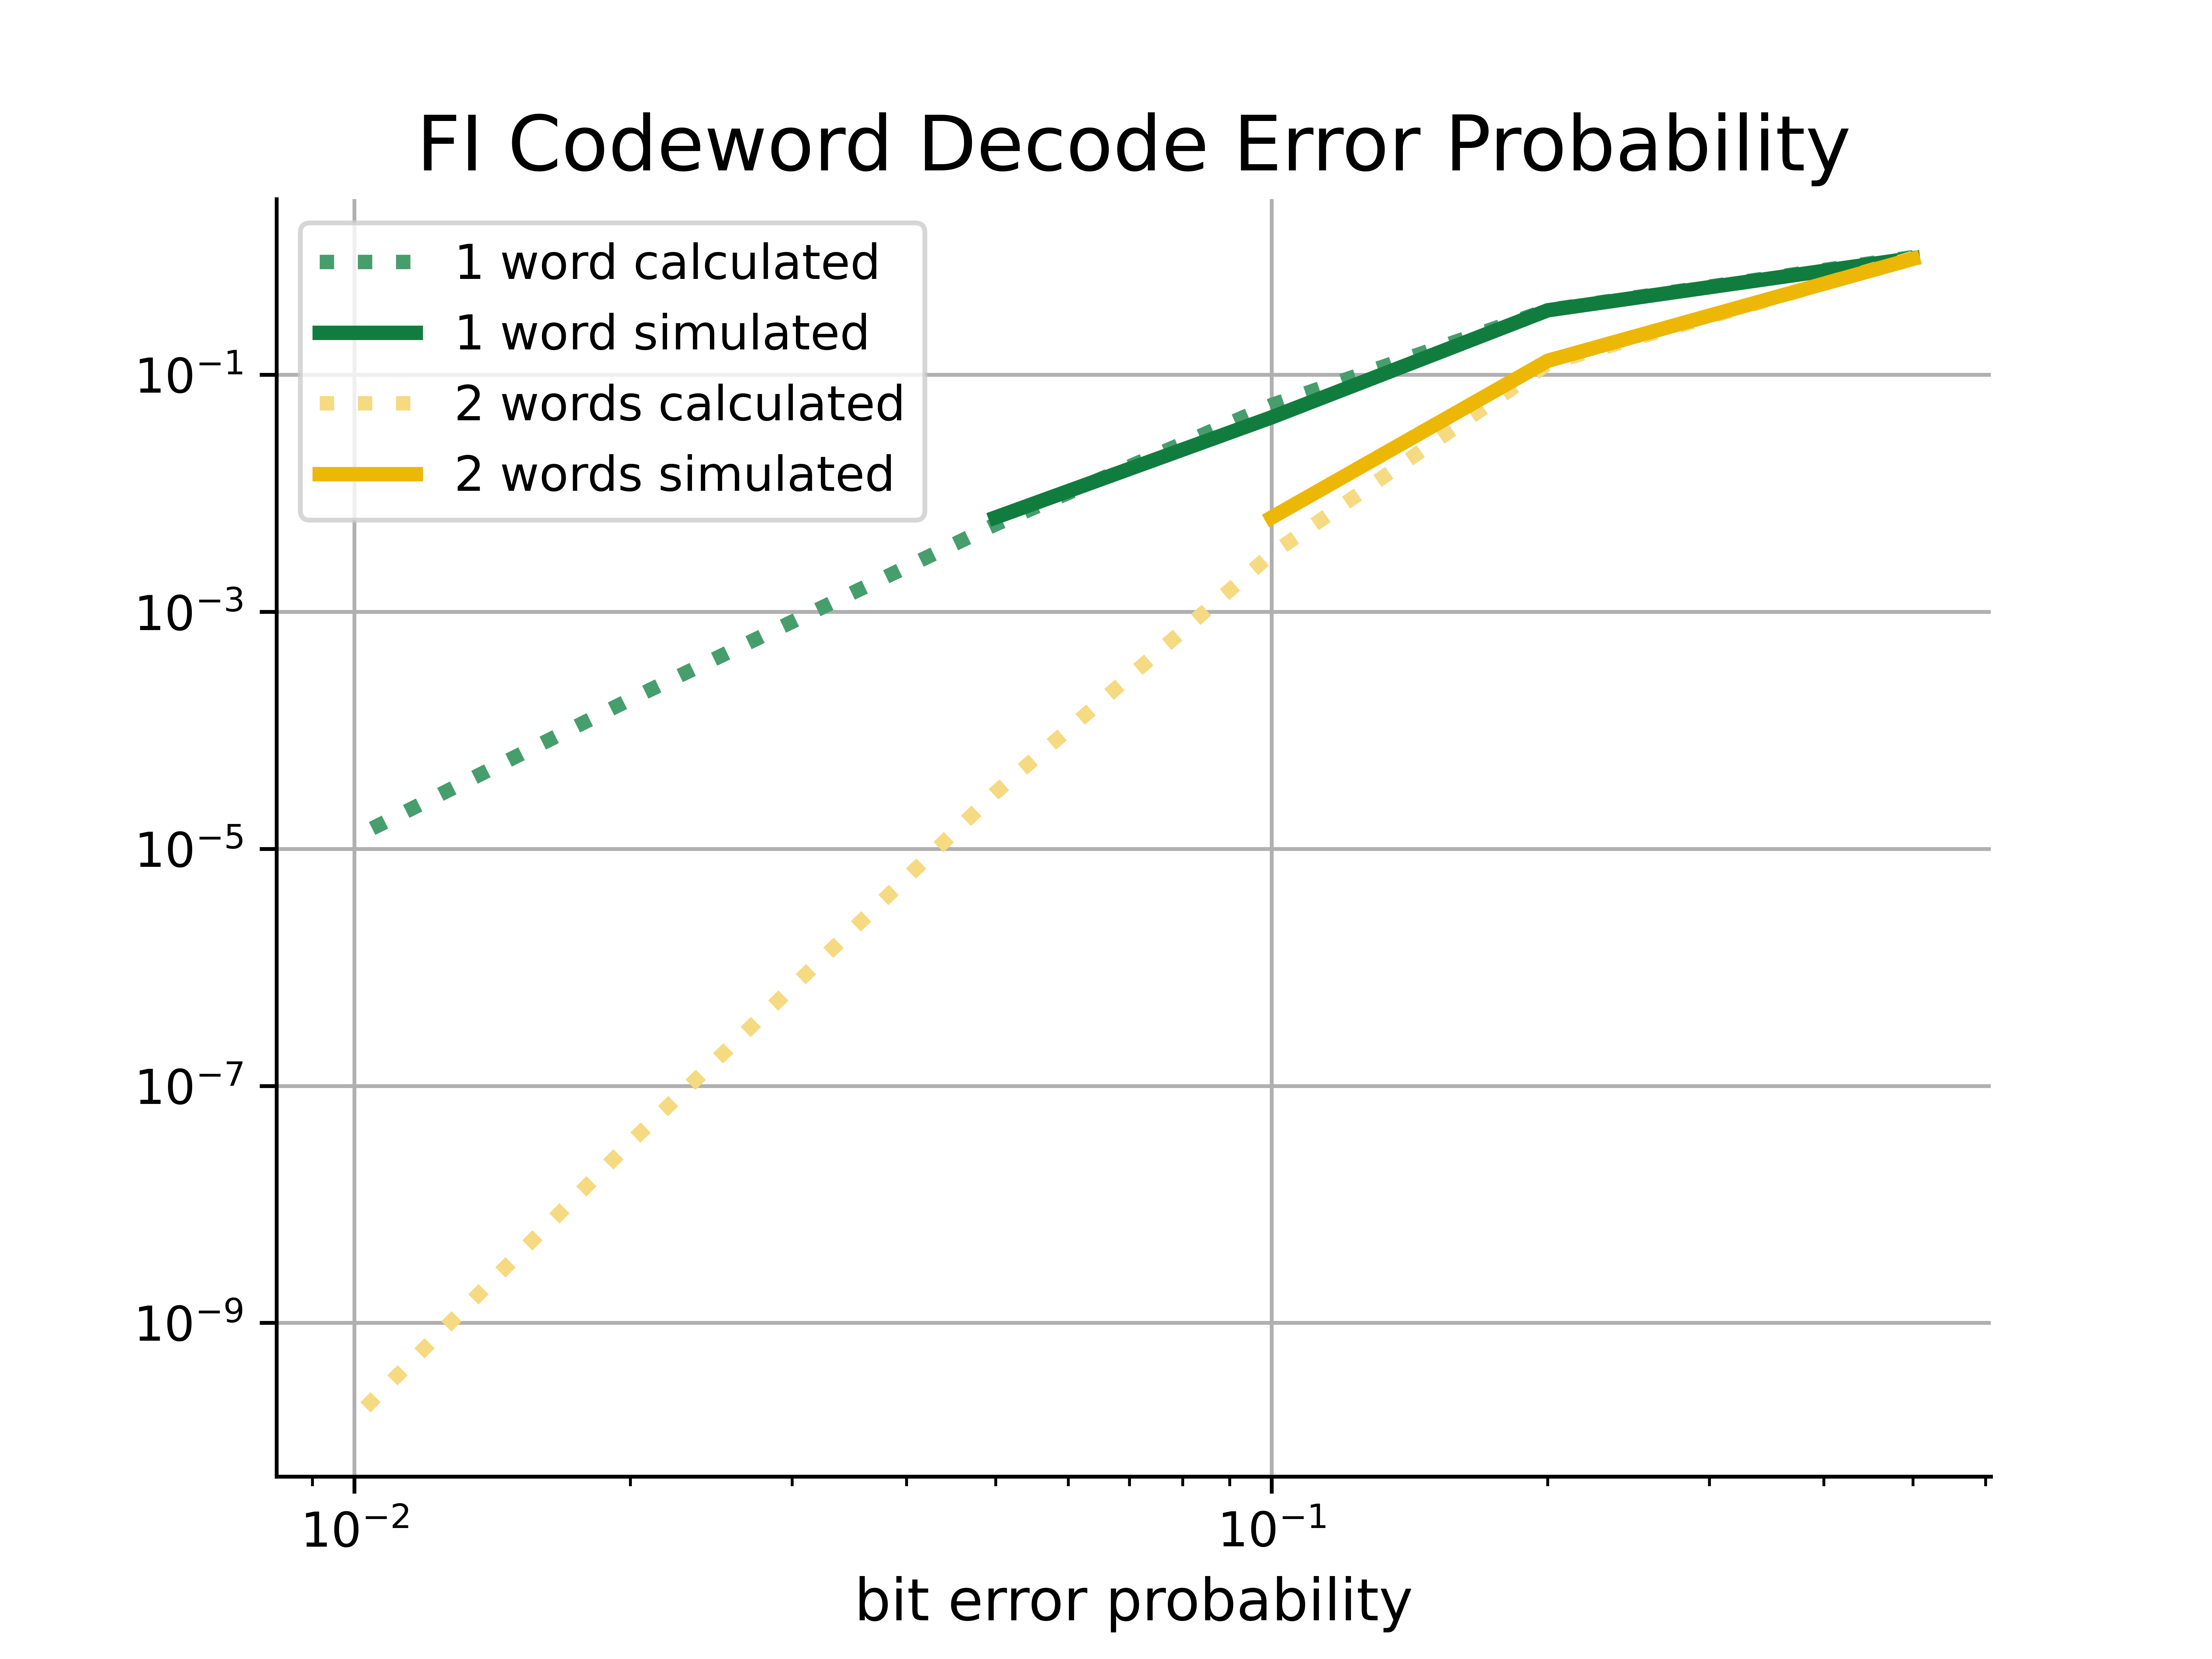 FI Codeword Decode Error Probability
1 word calculated
1 word simulated
2 words calculated
2 words simulated
10⁻¹
10⁻³
10⁻⁵
10⁻⁷
10⁻⁹
10⁻² 10⁻¹
bit error probability